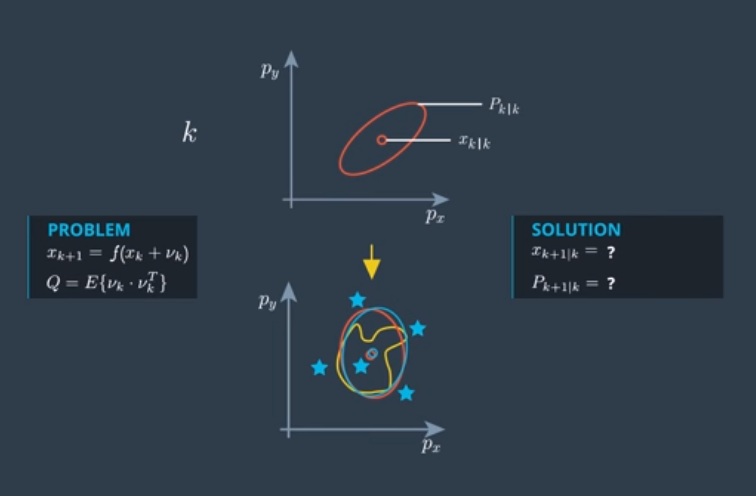 p_y
P_{k|k}
k
x_{k|k}
p_x
PROBLEM
x_{k+1} = f(x_k + ν_k)
Q = E{ν_k · ν_k^T}
SOLUTION
x_{k+1|k} = ?
P_{k+1|k} = ?
p_y
p_x